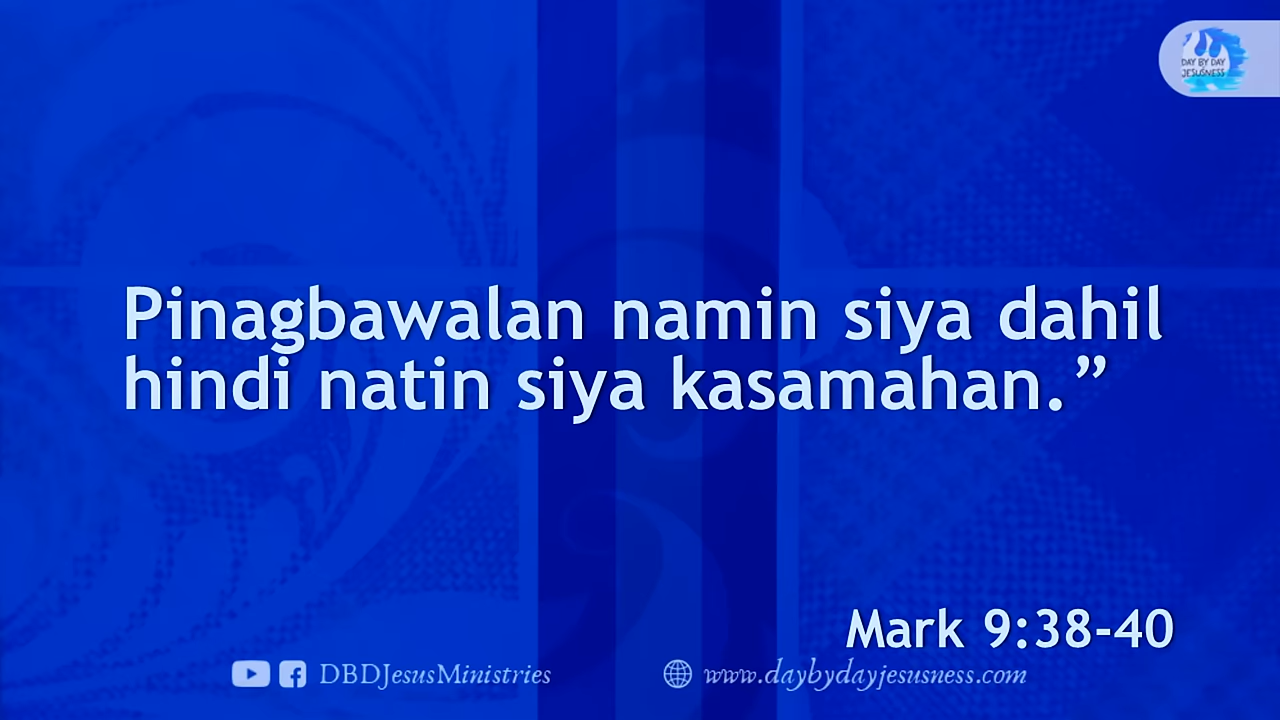 DAY BY DAY
JESUSNESS
Pinagbawalan namin siya dahil
hindi natin siya kasamahan.”
Mark 9:38-40
DBDJesusMinistries
www.daybydayjesusness.com